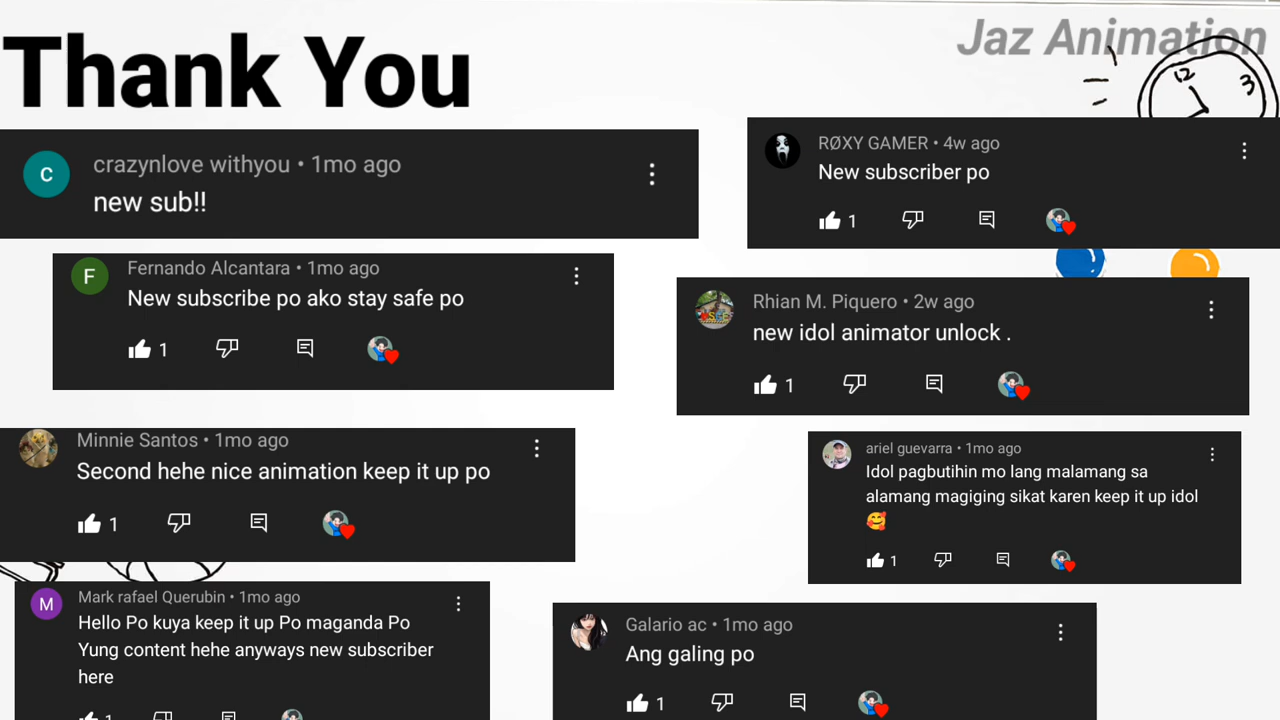 Thank You
Jaz Animation
12
3
C
crazynlove withyou • 1mo ago
new sub!!
RØXY GAMER • 4w ago
New subscriber po
1
F
Fernando Alcantara • 1mo ago
New subscribe po ako stay safe po
1
Rhian M. Piquero • 2w ago
new idol animator unlock .
1
Minnie Santos • 1mo ago
Second hehe nice animation keep it up po
1
ariel guevarra • 1mo ago
Idol pagbutihin mo lang malamang sa
alamang magiging sikat karen keep it up idol
🥰
1
M
Mark rafael Querubin • 1mo ago
Hello Po kuya keep it up Po maganda Po
Yung content hehe anyways new subscriber
here
1
Galario ac • 1mo ago
Ang galing po
1